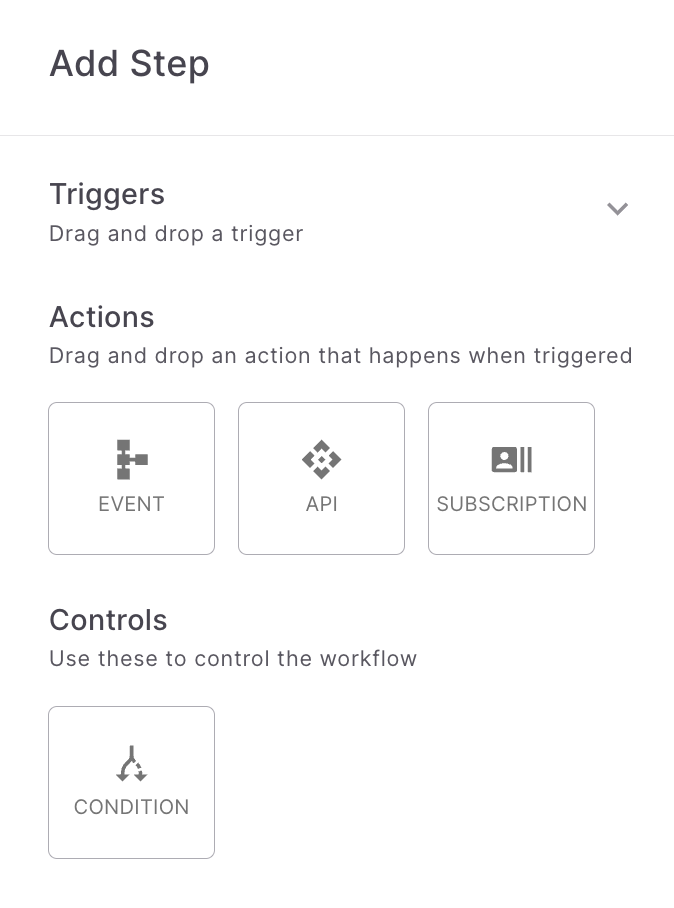 Add Step
Triggers
Drag and drop a trigger
Actions
Drag and drop an action that happens when triggered
EVENT
API
SUBSCRIPTION
Controls
Use these to control the workflow
CONDITION